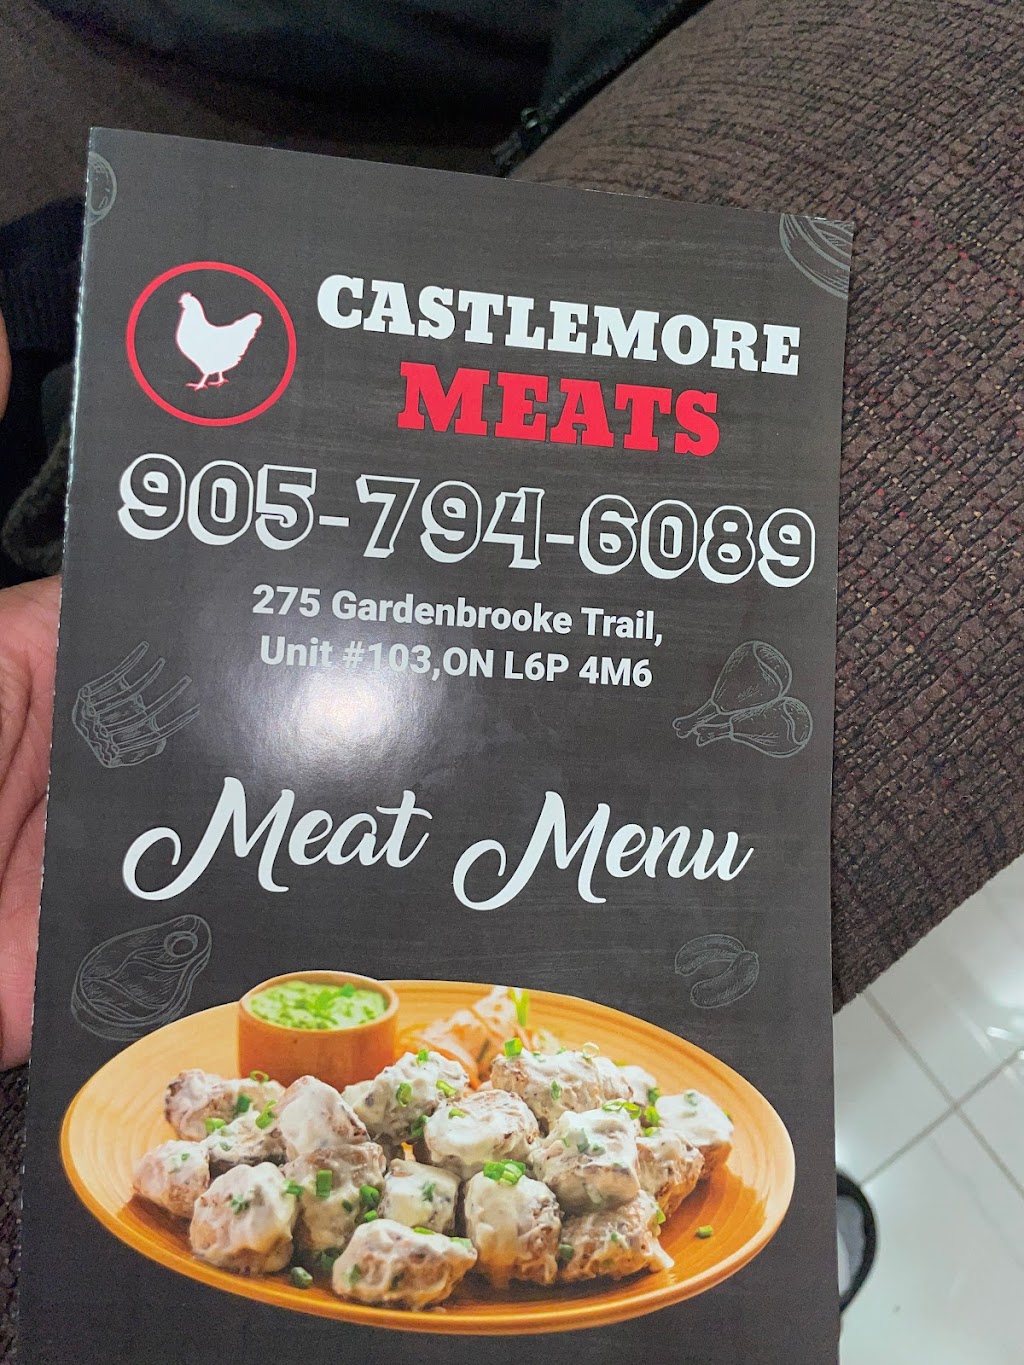 CASTLEMORE
MEATS
905-794-6089
275 Gardenbrooke Trail,
Unit #103,ON L6P 4M6
Meat Menu